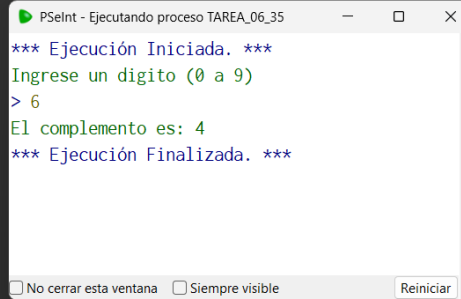 PSeInt - Ejecutando proceso TAREA_06_35
*** Ejecución Iniciada. ***
Ingrese un digito (0 a 9)
> 6
El complemento es: 4
*** Ejecución Finalizada. ***
No cerrar esta ventana Siempre visible Reiniciar